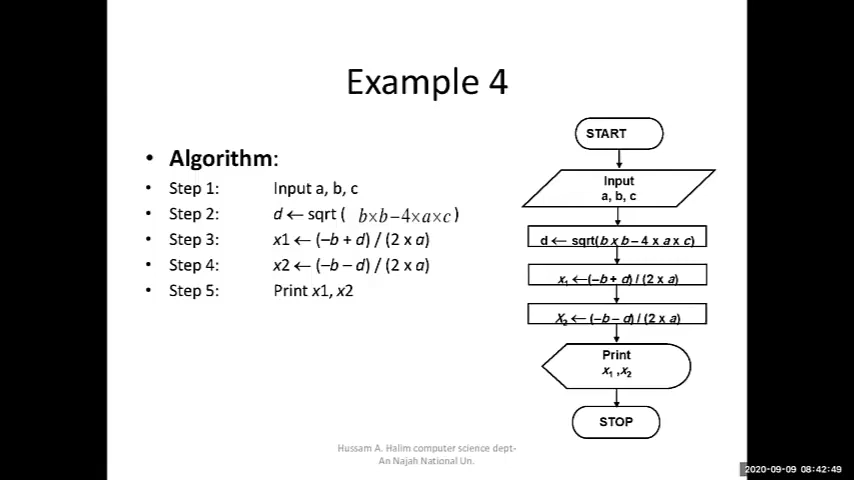 Example 4
• Algorithm:
• Step 1: Input a, b, c
• Step 2: d ← sqrt ( b×b−4×a×c )
• Step 3: x1 ← (–b + d) / (2 x a)
• Step 4: x2 ← (–b – d) / (2 x a)
• Step 5: Print x1, x2
START
Input
a, b, c
d ← sqrt(b x b – 4 x a x c)
x₁ ←(–b + d) / (2 x a)
X₂ ← (–b – d) / (2 x a)
Print
x₁ ,x₂
STOP
Hussam A. Halim computer science dept-
An Najah National Un.
2020-09-09 08:42:49